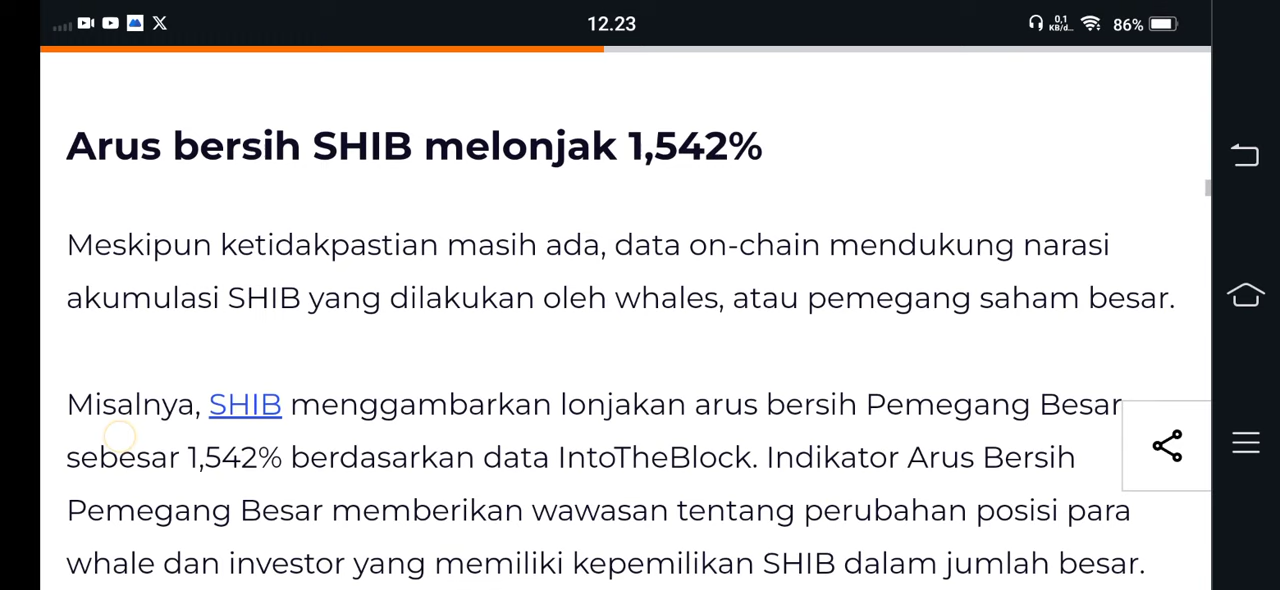 12.23
0,1
KB/d...
86%
Arus bersih SHIB melonjak 1,542%
Meskipun ketidakpastian masih ada, data on-chain mendukung narasi
akumulasi SHIB yang dilakukan oleh whales, atau pemegang saham besar.
Misalnya, SHIB menggambarkan lonjakan arus bersih Pemegang Besar
sebesar 1,542% berdasarkan data IntoTheBlock. Indikator Arus Bersih
Pemegang Besar memberikan wawasan tentang perubahan posisi para
whale dan investor yang memiliki kepemilikan SHIB dalam jumlah besar.